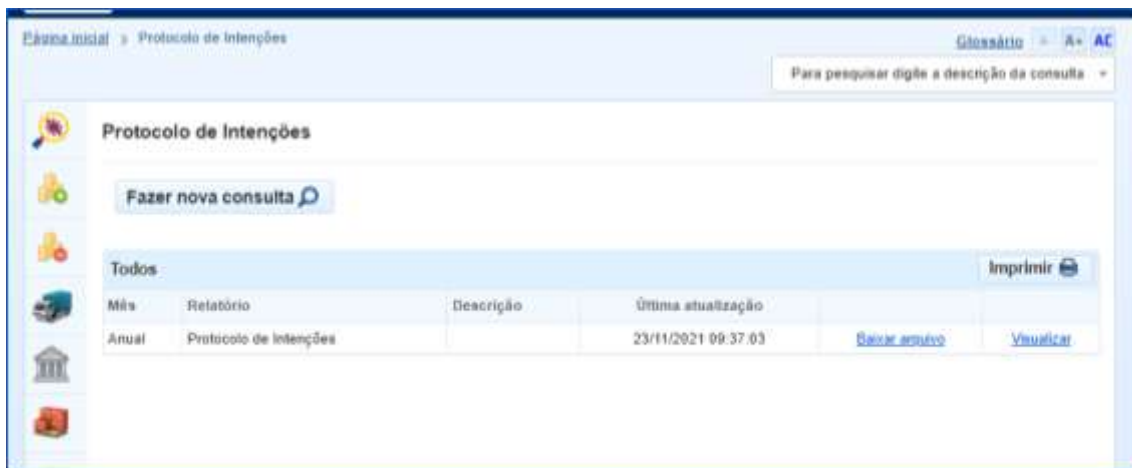 Página inicial » Protocolo de Intenções
Glossário A+ AC
Para pesquisar digite a descrição da consulta
Protocolo de Intenções
Fazer nova consulta
Todos Imprimir
Mês Relatório Descrição Última atualização
Anual Protocolo de Intenções 23/11/2021 09:37:03 Baixar arquivo Visualizar